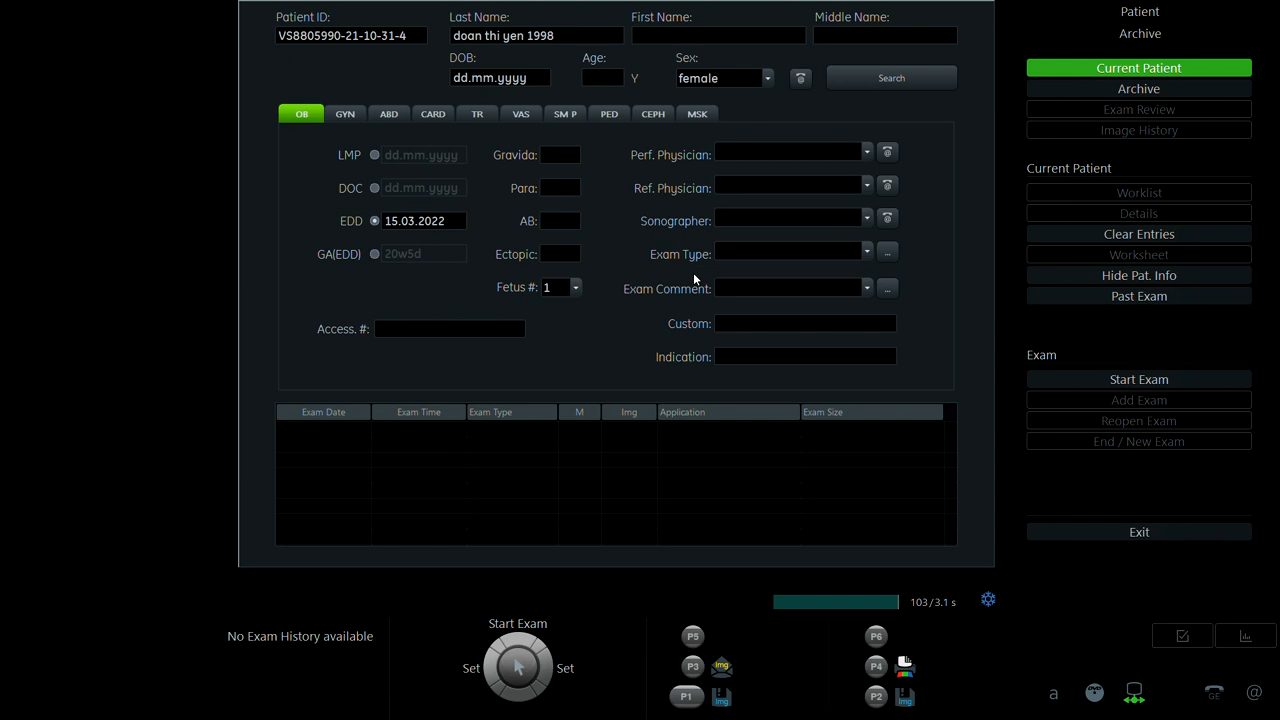 Patient ID: Last Name: First Name: Middle Name:
VS8805990-21-10-31-4 doan thi yen 1998
DOB: Age: Sex:
dd.mm.yyyy Y female Search
OB GYN ABD CARD TR VAS SM P PED CEPH MSK
LMP dd.mm.yyyy Gravida: Perf. Physician:
DOC dd.mm.yyyy Para: Ref. Physician:
EDD 15.03.2022 AB: Sonographer:
GA(EDD) 20w5d Ectopic: Exam Type: ...
Fetus #: 1 Exam Comment: ...
Access. #: Custom:
Indication:
Exam Date Exam Time Exam Type M Img Application Exam Size
Patient
Archive
Current Patient
Archive
Exam Review
Image History
Current Patient
Worklist
Details
Clear Entries
Worksheet
Hide Pat. Info
Past Exam
Exam
Start Exam
Add Exam
Reopen Exam
End / New Exam
Exit
103/3.1 s
No Exam History available
Start Exam
Set Set
P5 P6
P3 Img P4
P1 Img P2 Img
a GE @